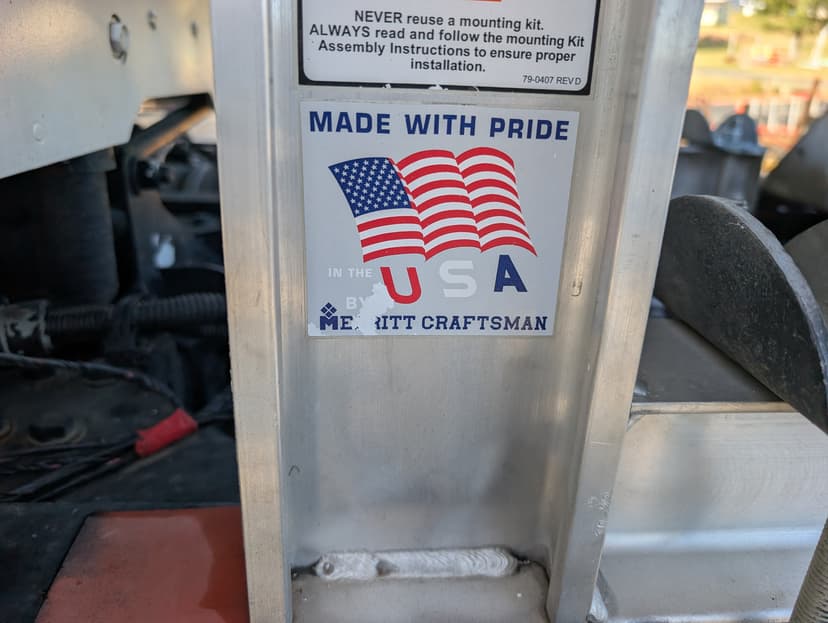 NEVER reuse a mounting kit.
ALWAYS read and follow the mounting Kit
Assembly Instructions to ensure proper
installation.
79-0407 REV D
MADE WITH PRIDE
IN THE USA
BY
MERRITT CRAFTSMAN